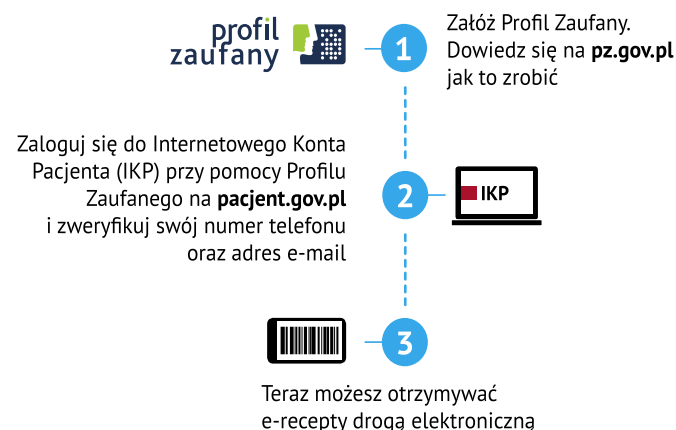 profil
zaufany
1
Załóż Profil Zaufany.
Dowiedz się na pz.gov.pl
jak to zrobić
Zaloguj się do Internetowego Konta
Pacjenta (IKP) przy pomocy Profilu
Zaufanego na pacjent.gov.pl
i zweryfikuj swój numer telefonu
oraz adres e-mail
2
IKP
3
Teraz możesz otrzymywać
e-recepty drogą elektroniczną